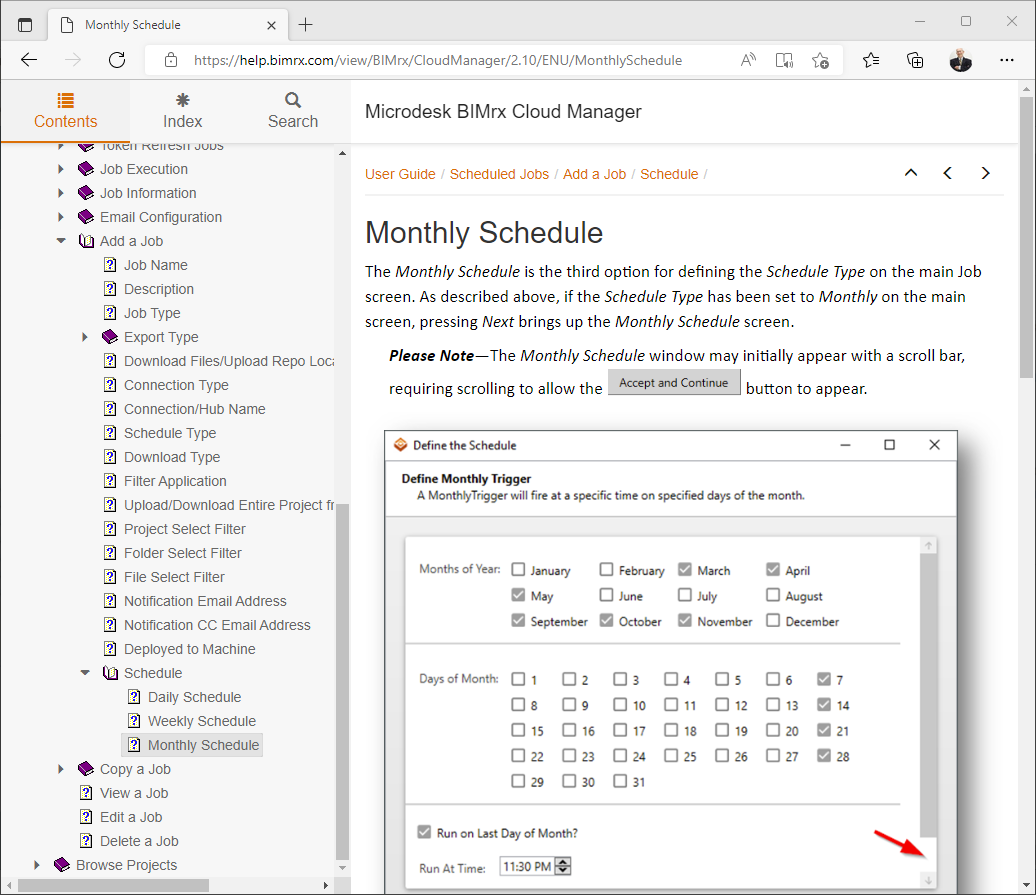 Monthly Schedule
https://help.bimrx.com/view/BIMrx/CloudManager/2.10/ENU/MonthlySchedule
Contents
Index
Search
Microdesk BIMrx Cloud Manager
Token Refresh Jobs
Job Execution
Job Information
Email Configuration
Add a Job
Job Name
Description
Job Type
Export Type
Download Files/Upload Repo Loca
Connection Type
Connection/Hub Name
Schedule Type
Download Type
Filter Application
Upload/Download Entire Project fr
Project Select Filter
Folder Select Filter
File Select Filter
Notification Email Address
Notification CC Email Address
Deployed to Machine
Schedule
Daily Schedule
Weekly Schedule
Monthly Schedule
Copy a Job
View a Job
Edit a Job
Delete a Job
Browse Projects
User Guide / Scheduled Jobs / Add a Job / Schedule /
Monthly Schedule
The Monthly Schedule is the third option for defining the Schedule Type on the main Job
screen. As described above, if the Schedule Type has been set to Monthly on the main
screen, pressing Next brings up the Monthly Schedule screen.
Please Note—The Monthly Schedule window may initially appear with a scroll bar,
requiring scrolling to allow the Accept and Continue button to appear.
Define the Schedule
Define Monthly Trigger
A MonthlyTrigger will fire at a specific time on specified days of the month.
Months of Year: January February March April
May June July August
September October November December
Days of Month: 1 2 3 4 5 6 7
8 9 10 11 12 13 14
15 16 17 18 19 20 21
22 23 24 25 26 27 28
29 30 31
Run on Last Day of Month?
Run At Time: 11:30 PM